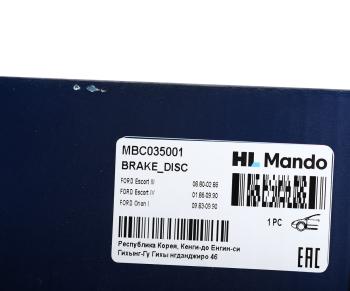 MBC035001
BRAKE_DISC
HL Mando
FORD Escort III 08.80-02.86
FORD Escort IV 01.86-09.90
FORD Orion I 09.83-09.90
1 PC
Республика Корея, Кенги-до Енгин-си
Гихынг-Гу Гихы нгданджиро 46
EAC